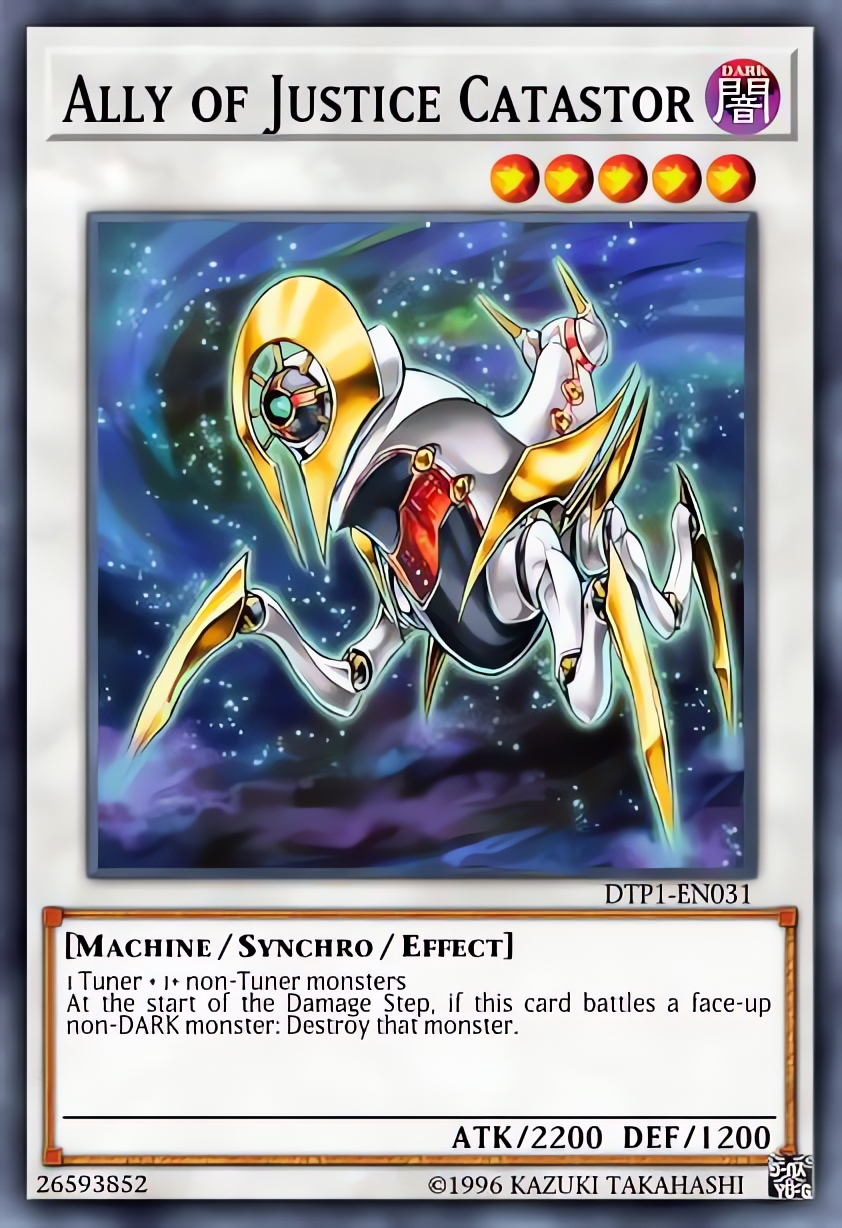 ALLY OF JUSTICE CATASTOR
DARK
闇
DTP1-EN031
[MACHINE / SYNCHRO / EFFECT]
1 Tuner + 1+ non-Tuner monsters
At the start of the Damage Step, if this card battles a face-up
non-DARK monster: Destroy that monster.
ATK/2200 DEF/1200
26593852
©1996 KAZUKI TAKAHASHI